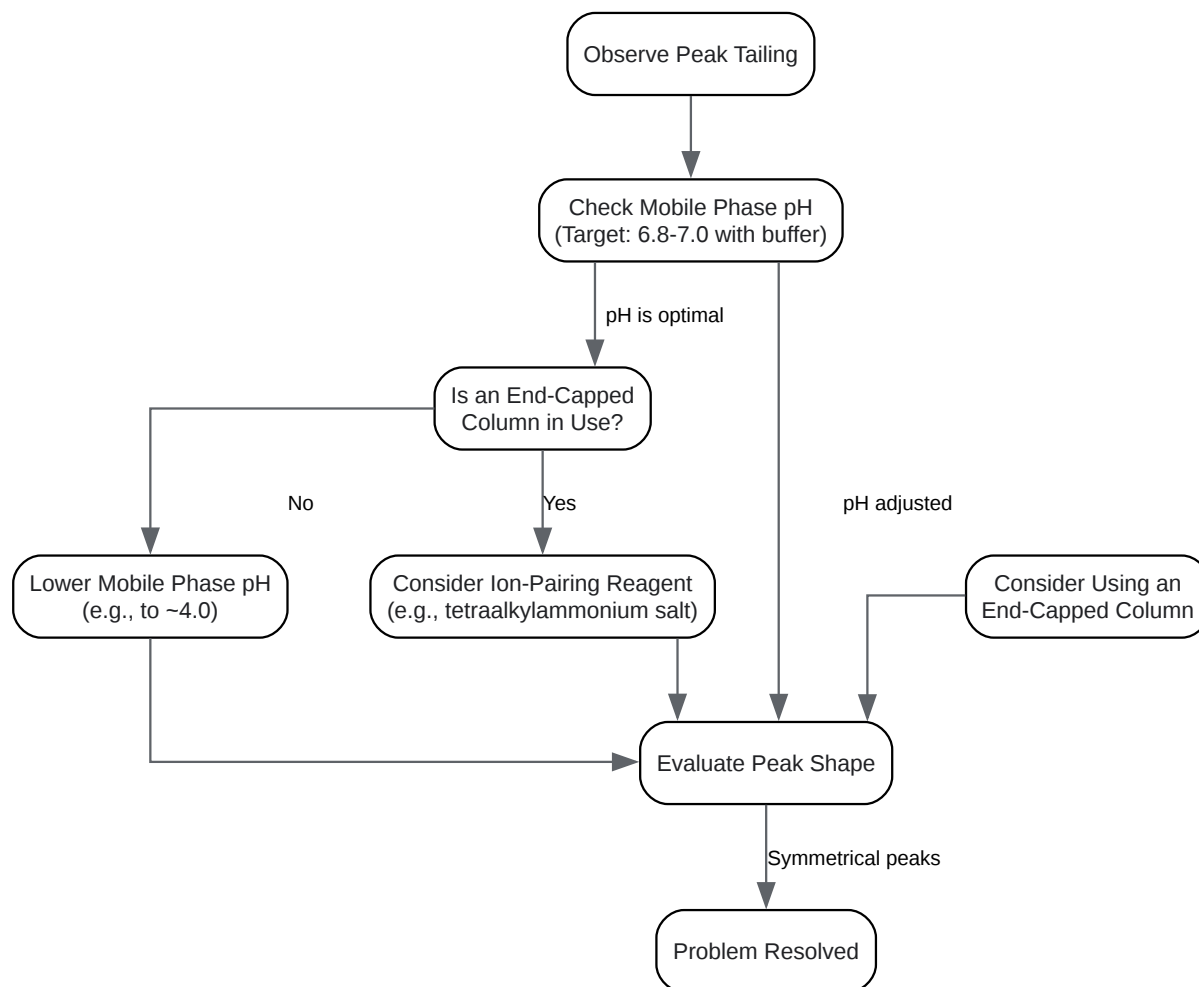 Observe Peak Tailing
Check Mobile Phase pH
(Target: 6.8-7.0 with buffer)
pH is optimal
Is an End-Capped
Column in Use?
No
Yes
pH adjusted
Lower Mobile Phase pH
(e.g., to ~4.0)
Consider Ion-Pairing Reagent
(e.g., tetraalkylammonium salt)
Consider Using an
End-Capped Column
Evaluate Peak Shape
Symmetrical peaks
Problem Resolved